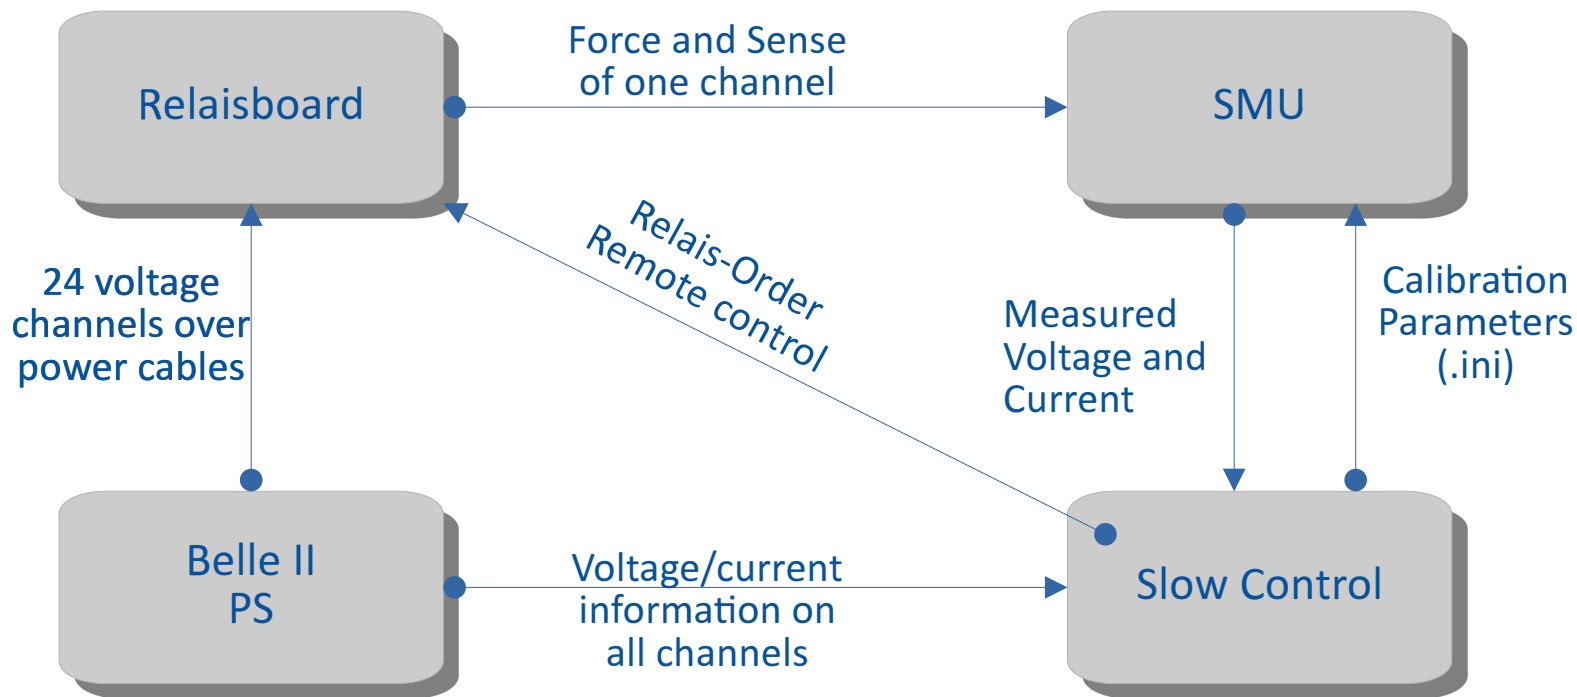 Relaisboard
Force and Sense
of one channel
SMU
Relais-Order
Remote control
24 voltage
channels over
power cables
Measured
Voltage and
Current
Calibration
Parameters
(.ini)
Belle II
PS
Voltage/current
information on
all channels
Slow Control